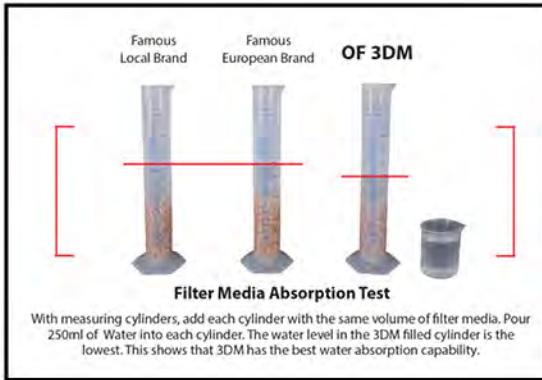 Famous
Local Brand
Famous
European Brand
OF 3DM
Filter Media Absorption Test
With measuring cylinders, add each cylinder with the same volume of filter media. Pour
250ml of Water into each cylinder. The water level in the 3DM filled cylinder is the
lowest. This shows that 3DM has the best water absorption capability.